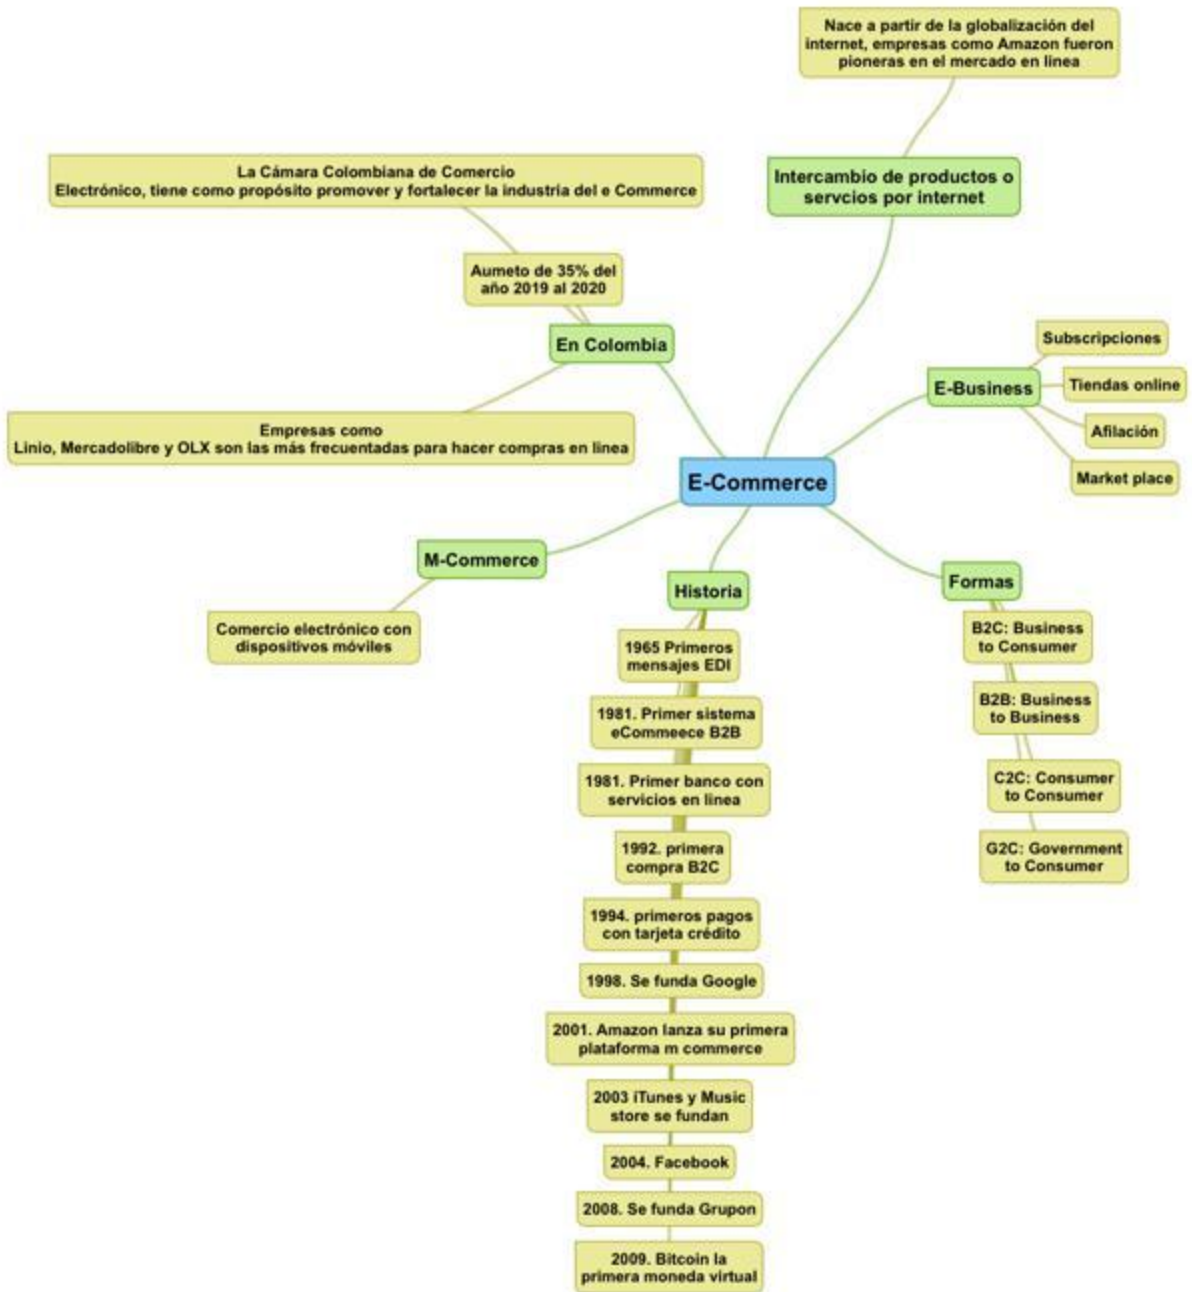 Nace a partir de la globalización del
internet, empresas como Amazon fueron
pioneras en el mercado en linea
La Cámara Colombiana de Comercio
Electrónico, tiene como propósito promover y fortalecer la industria del e Commerce
Intercambio de productos o
servcios por internet
Aumeto de 35% del
año 2019 al 2020
En Colombia
Empresas como
Linio, Mercadolibre y OLX son las más frecuentadas para hacer compras en linea
E-Business
Subscripciones
Tiendas online
Afilación
Market place
E-Commerce
M-Commerce
Comercio electrónico con
dispositivos móviles
Historia
1965 Primeros
mensajes EDI
1981. Primer sistema
eCommeece B2B
1981. Primer banco con
servicios en linea
1992. primera
compra B2C
1994. primeros pagos
con tarjeta crédito
1998. Se funda Google
2001. Amazon lanza su primera
plataforma m commerce
2003 iTunes y Music
store se fundan
2004. Facebook
2008. Se funda Grupon
2009. Bitcoin la
primera moneda virtual
Formas
B2C: Business
to Consumer
B2B: Business
to Business
C2C: Consumer
to Consumer
G2C: Government
to Consumer